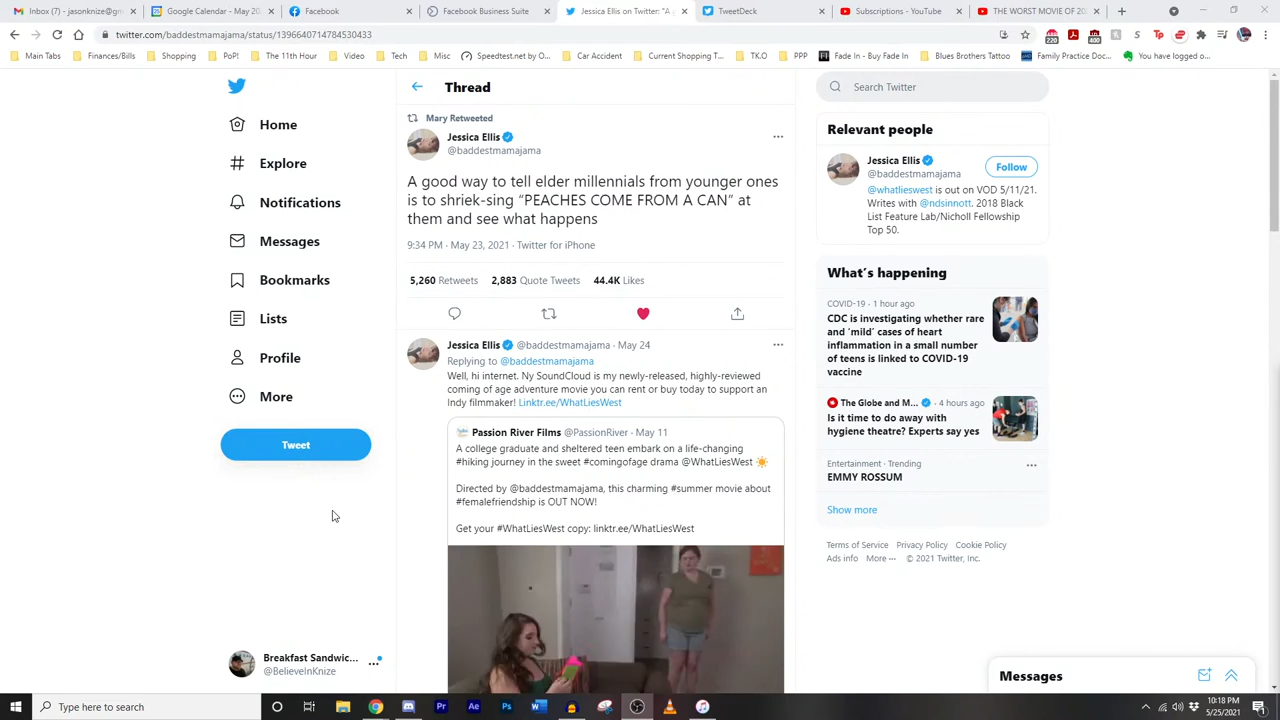 Inbox (7) - jasonknize@gm
Google Calendar - May 20
Facebook
Facebook Business Suite
Jessica Ellis on Twitter: "A g
TweetDeck
Subscriptions - YouTube
THE WORST MOVIE OF 20
twitter.com/baddestmamajama/status/1396640714784530433
220
400
Main Tabs
Finances/Bills
Shopping
PoP!
The 11th Hour
F.Video
Tech
Misc
Speedtest.net by O...
Car Accident
Current Shopping T...
TK.O
PPP
Fade In - Buy Fade In
Blues Brothers Tattoo
Family Practice Doc...
You have logged o...
Home
Explore
Notifications
Messages
Bookmarks
Lists
Profile
More
Tweet
Breakfast Sandwic...
@BelieveInKnize
Thread
Mary Retweeted
Jessica Ellis
@baddestmamajama
A good way to tell elder millennials from younger ones
is to shriek-sing “PEACHES COME FROM A CAN” at
them and see what happens
9:34 PM · May 23, 2021 · Twitter for iPhone
5,260 Retweets 2,883 Quote Tweets 44.4K Likes
Jessica Ellis @baddestmamajama · May 24
Replying to @baddestmamajama
Well, hi internet. Ny SoundCloud is my newly-released, highly-reviewed
coming of age adventure movie you can rent or buy today to support an
Indy filmmaker! Linktr.ee/WhatLiesWest
Passion River Films @PassionRiver · May 11
A college graduate and sheltered teen embark on a life-changing
#hiking journey in the sweet #comingofage drama @WhatLiesWest
Directed by @baddestmamajama, this charming #summer movie about
#femalefriendship is OUT NOW!
Get your #WhatLiesWest copy: linktr.ee/WhatLiesWest
Search Twitter
Relevant people
Jessica Ellis
@baddestmamajama
Follow
@whatlieswest is out on VOD 5/11/21.
Writes with @ndsinnott. 2018 Black
List Feature Lab/Nicholl Fellowship
Top 50.
What’s happening
COVID-19 · 1 hour ago
CDC is investigating whether rare
and ‘mild’ cases of heart
inflammation in a small number
of teens is linked to COVID-19
vaccine
The Globe and M... · 4 hours ago
Is it time to do away with
hygiene theatre? Experts say yes
Entertainment · Trending
EMMY ROSSUM
Show more
Terms of Service Privacy Policy Cookie Policy
Ads info More ··· © 2021 Twitter, Inc.
Messages
Type here to search
10:18 PM
5/25/2021